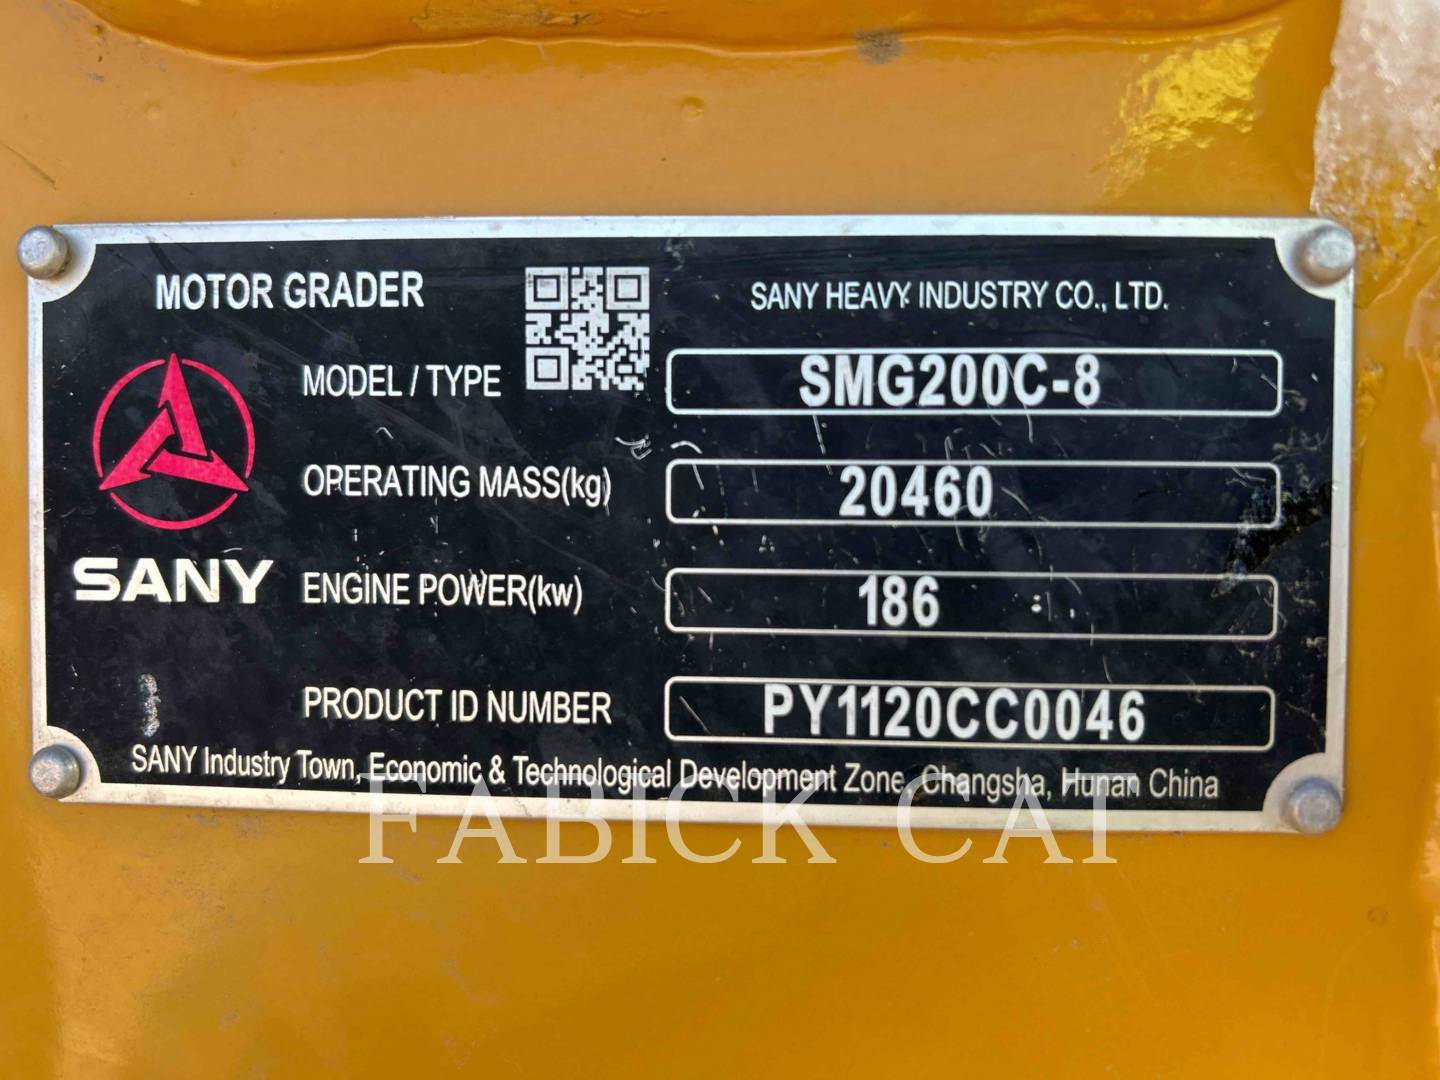 MOTOR GRADER
SANY HEAVY INDUSTRY CO., LTD.
MODEL / TYPE SMG200C-8
OPERATING MASS(kg) 20460
SANY
ENGINE POWER(kw) 186
PRODUCT ID NUMBER PY1120CC0046
SANY Industry Town, Economic & Technological Development Zone, Changsha, Hunan China
FABICK CAT